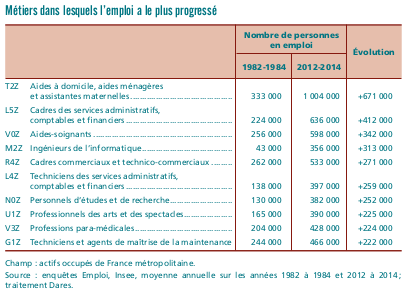 Métiers dans lesquels l'emploi a le plus progressé
Nombre de personnes
en emploi
Évolution
1982-1984 2012-2014
T2Z Aides à domicile, aides ménagères
et assistantes maternelles 333 000 1 004 000 +671 000
L5Z Cadres des services administratifs,
comptables et financiers 224 000 636 000 +412 000
V0Z Aides-soignants 256 000 598 000 +342 000
M2Z Ingénieurs de l'informatique 43 000 356 000 +313 000
R4Z Cadres commerciaux et technico-commerciaux 262 000 533 000 +271 000
L4Z Techniciens des services administratifs,
comptables et financiers 138 000 397 000 +259 000
N0Z Personnels d'études et de recherche 130 000 382 000 +252 000
U1Z Professionnels des arts et des spectacles 165 000 390 000 +225 000
V3Z Professions para-médicales 204 000 428 000 +224 000
G1Z Techniciens et agents de maîtrise de la maintenance 244 000 466 000 +222 000
Champ : actifs occupés de France métropolitaine.
Source : enquêtes Emploi, Insee, moyenne annuelle sur les années 1982 à 1984 et 2012 à 2014 ;
traitement Dares.